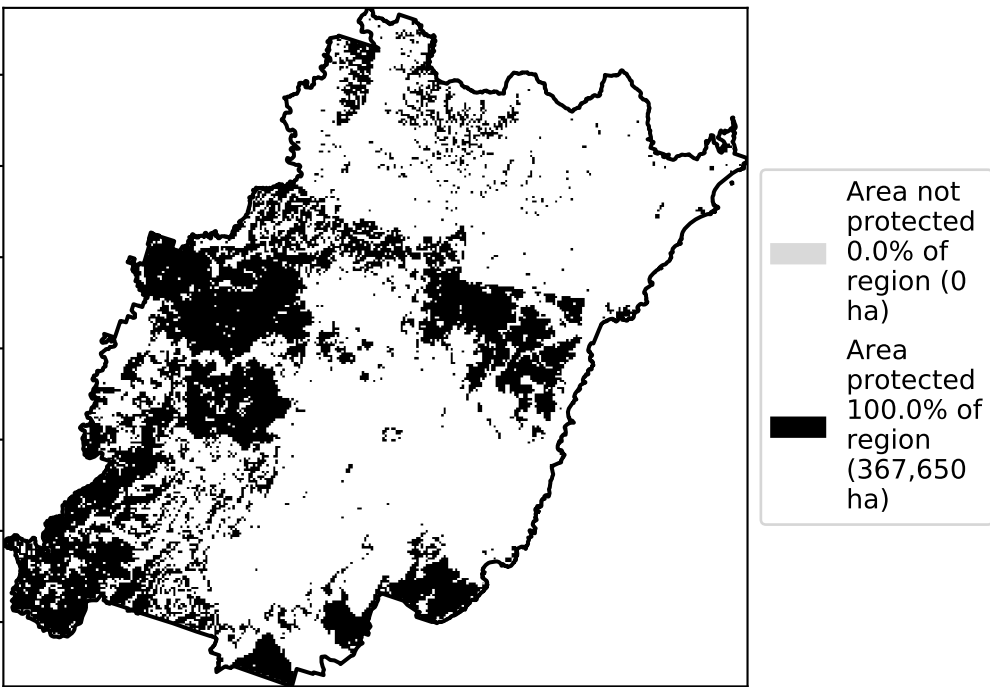 Area not
protected
0.0% of
region (0
ha)
Area
protected
100.0% of
region
(367,650
ha)